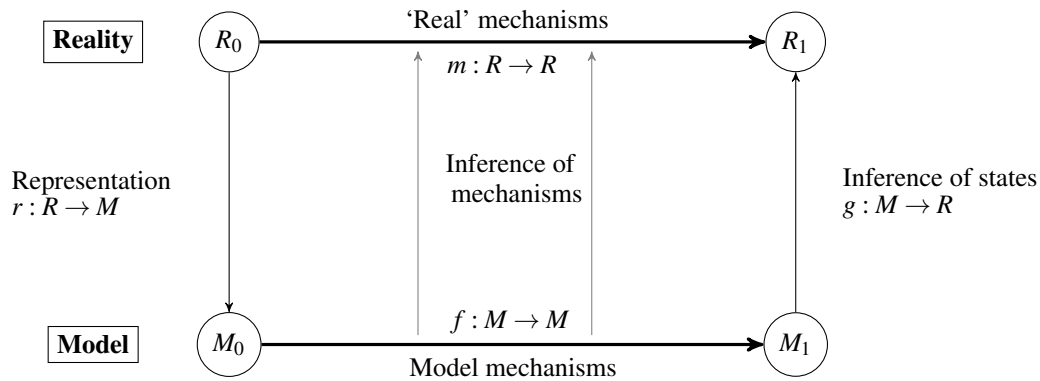 'Real' mechanisms
Reality
R₀
R₁
m : R → R
Representation
r : R → M
Inference of
mechanisms
Inference of states
g : M → R
f : M → M
Model
M₀
M₁
Model mechanisms